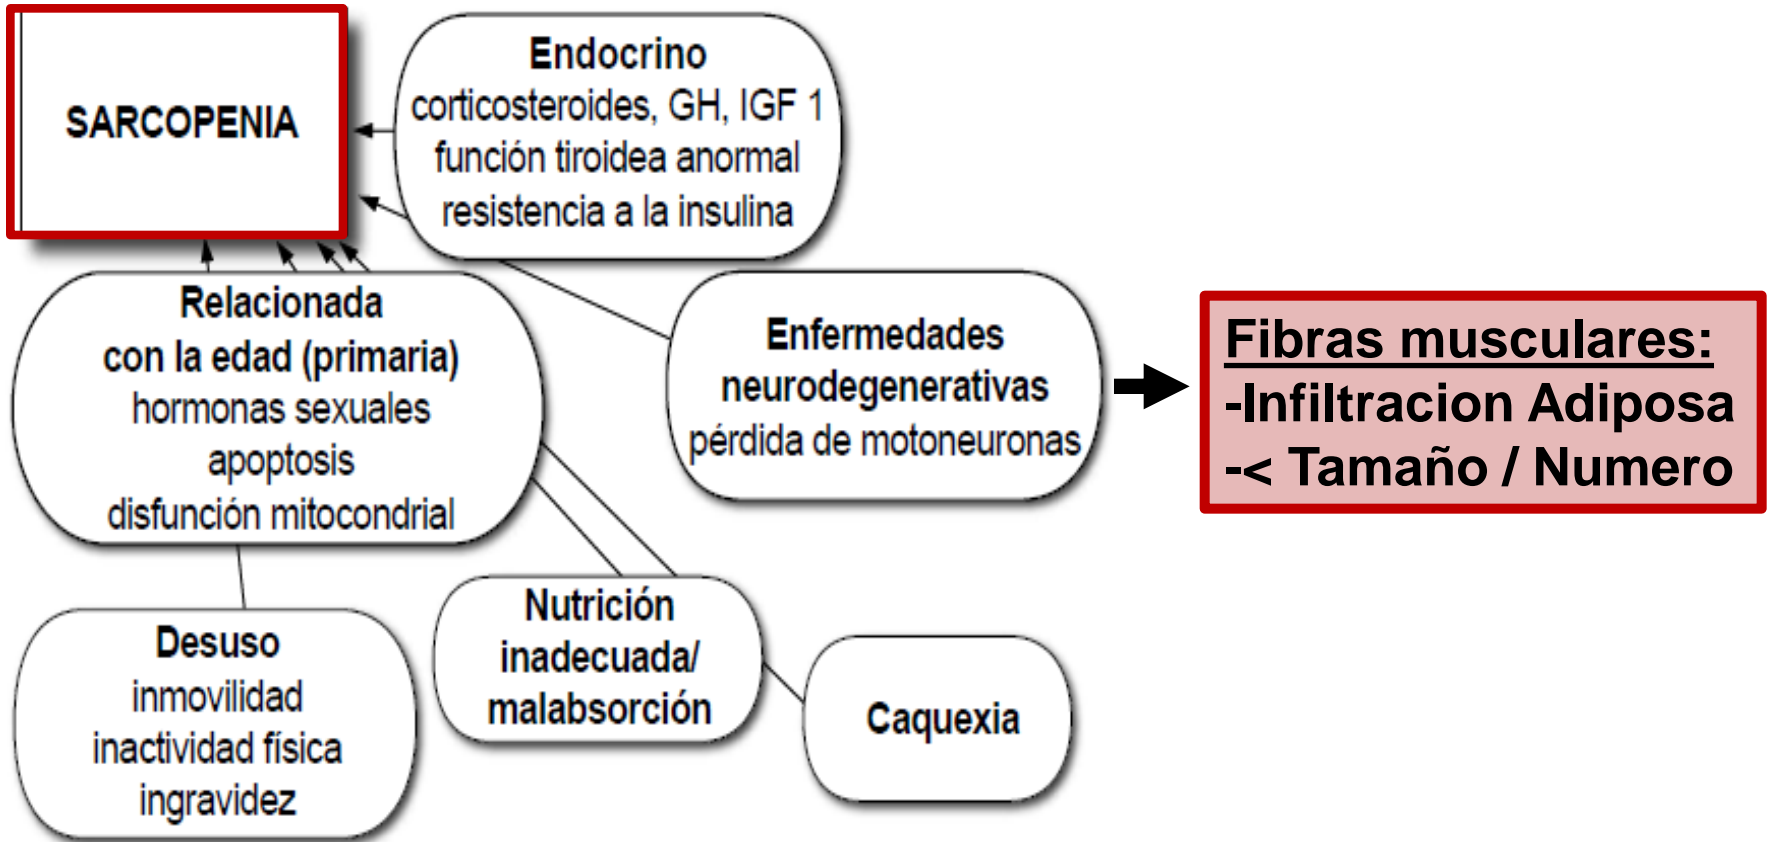 SARCOPENIA
Endocrino
corticosteroides, GH, IGF 1
función tiroidea anormal
resistencia a la insulina
Relacionada
con la edad (primaria)
hormonas sexuales
apoptosis
disfunción mitocondrial
Enfermedades
neurodegenerativas
pérdida de motoneuronas
Fibras musculares:
-Infiltracion Adiposa
-< Tamaño / Numero
Desuso
inmovilidad
inactividad física
ingravidez
Nutrición
inadecuada/
malabsorción
Caquexia